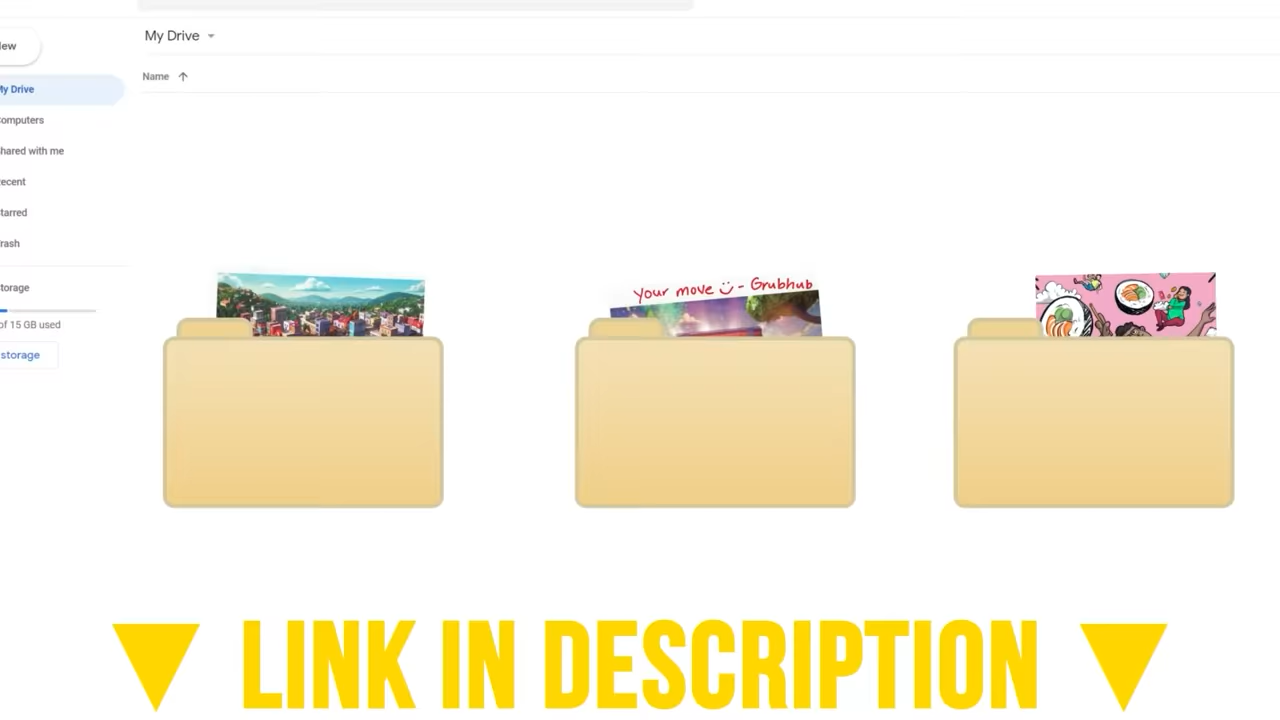 My Drive
ew
Name
My Drive
omputers
hared with me
ecent
tarred
rash
torage
of 15 GB used
storage
Your move - Grubhub
LINK IN DESCRIPTION